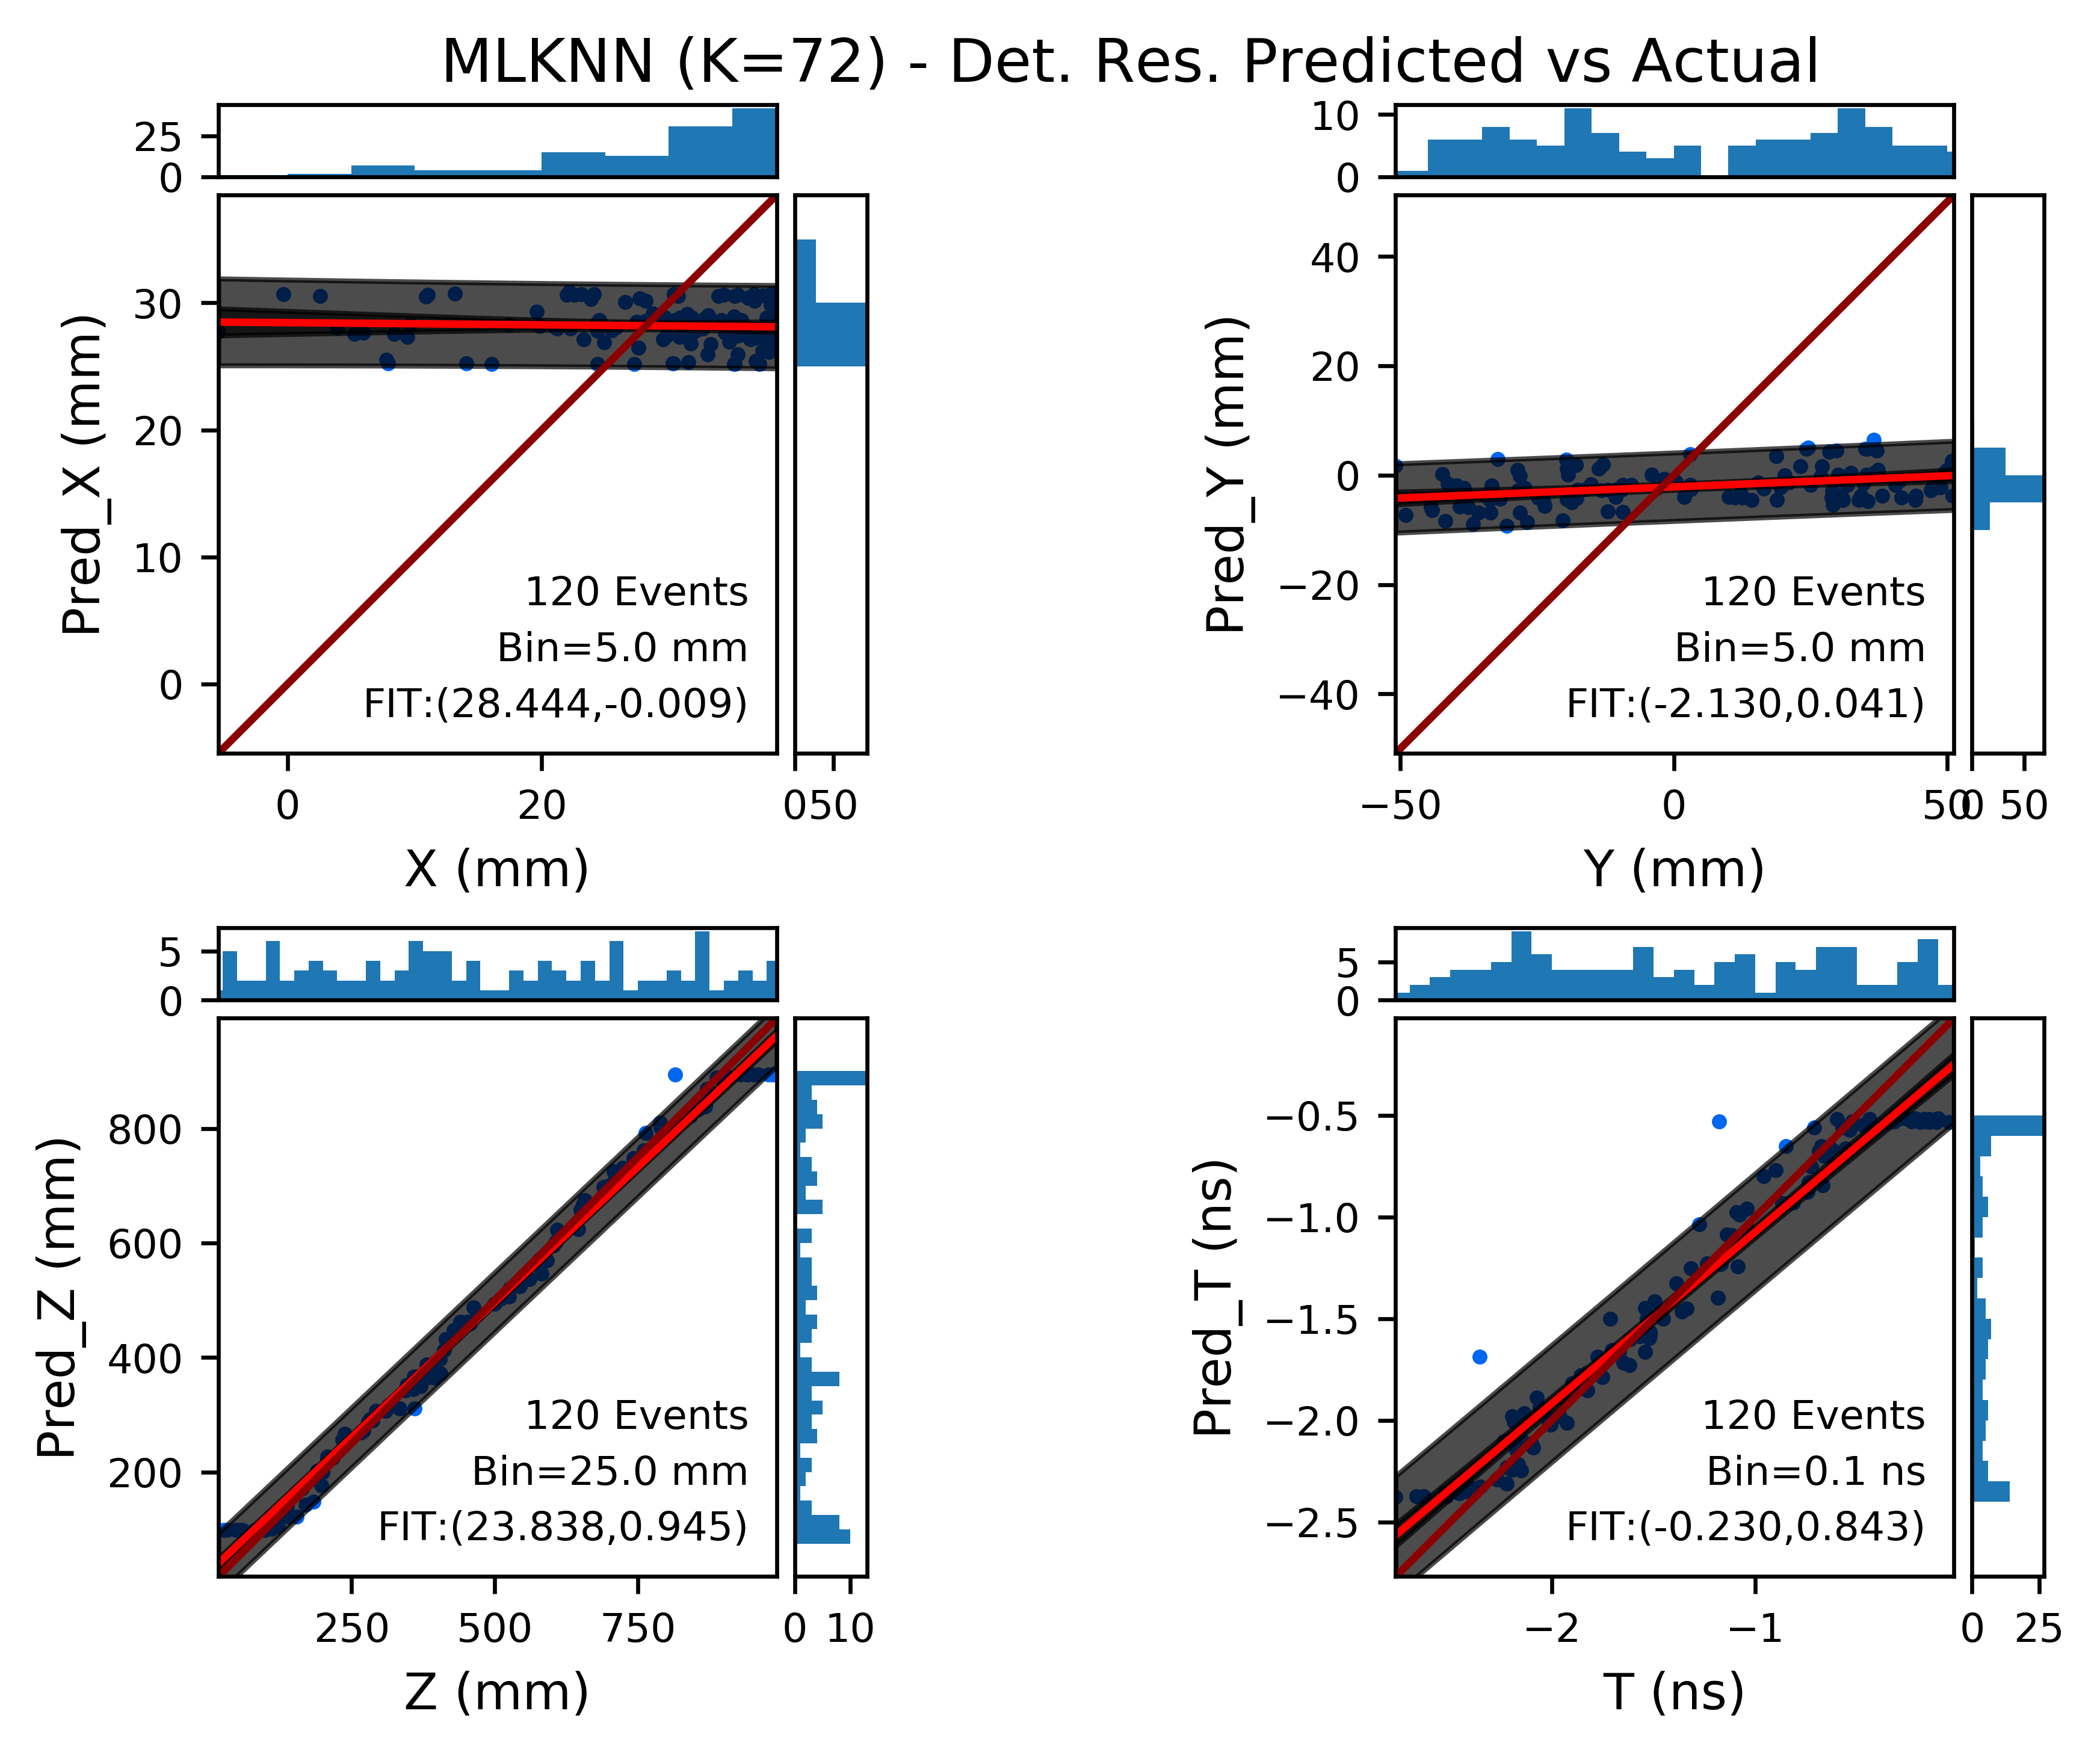 MLKNN (K=72) - Det. Res. Predicted vs Actual
25
0
30
20
10
0
Pred_X (mm)
120 Events
Bin=5.0 mm
FIT:(28.444,-0.009)
0
20
0
50
X (mm)
10
0
40
20
0
−20
−40
Pred_Y (mm)
120 Events
Bin=5.0 mm
FIT:(-2.130,0.041)
−50
0
50
0
50
Y (mm)
5
0
800
600
400
200
Pred_Z (mm)
120 Events
Bin=25.0 mm
FIT:(23.838,0.945)
250
500
750
0
10
Z (mm)
5
0
−0.5
−1.0
−1.5
−2.0
−2.5
Pred_T (ns)
120 Events
Bin=0.1 ns
FIT:(-0.230,0.843)
−2
−1
0
25
T (ns)